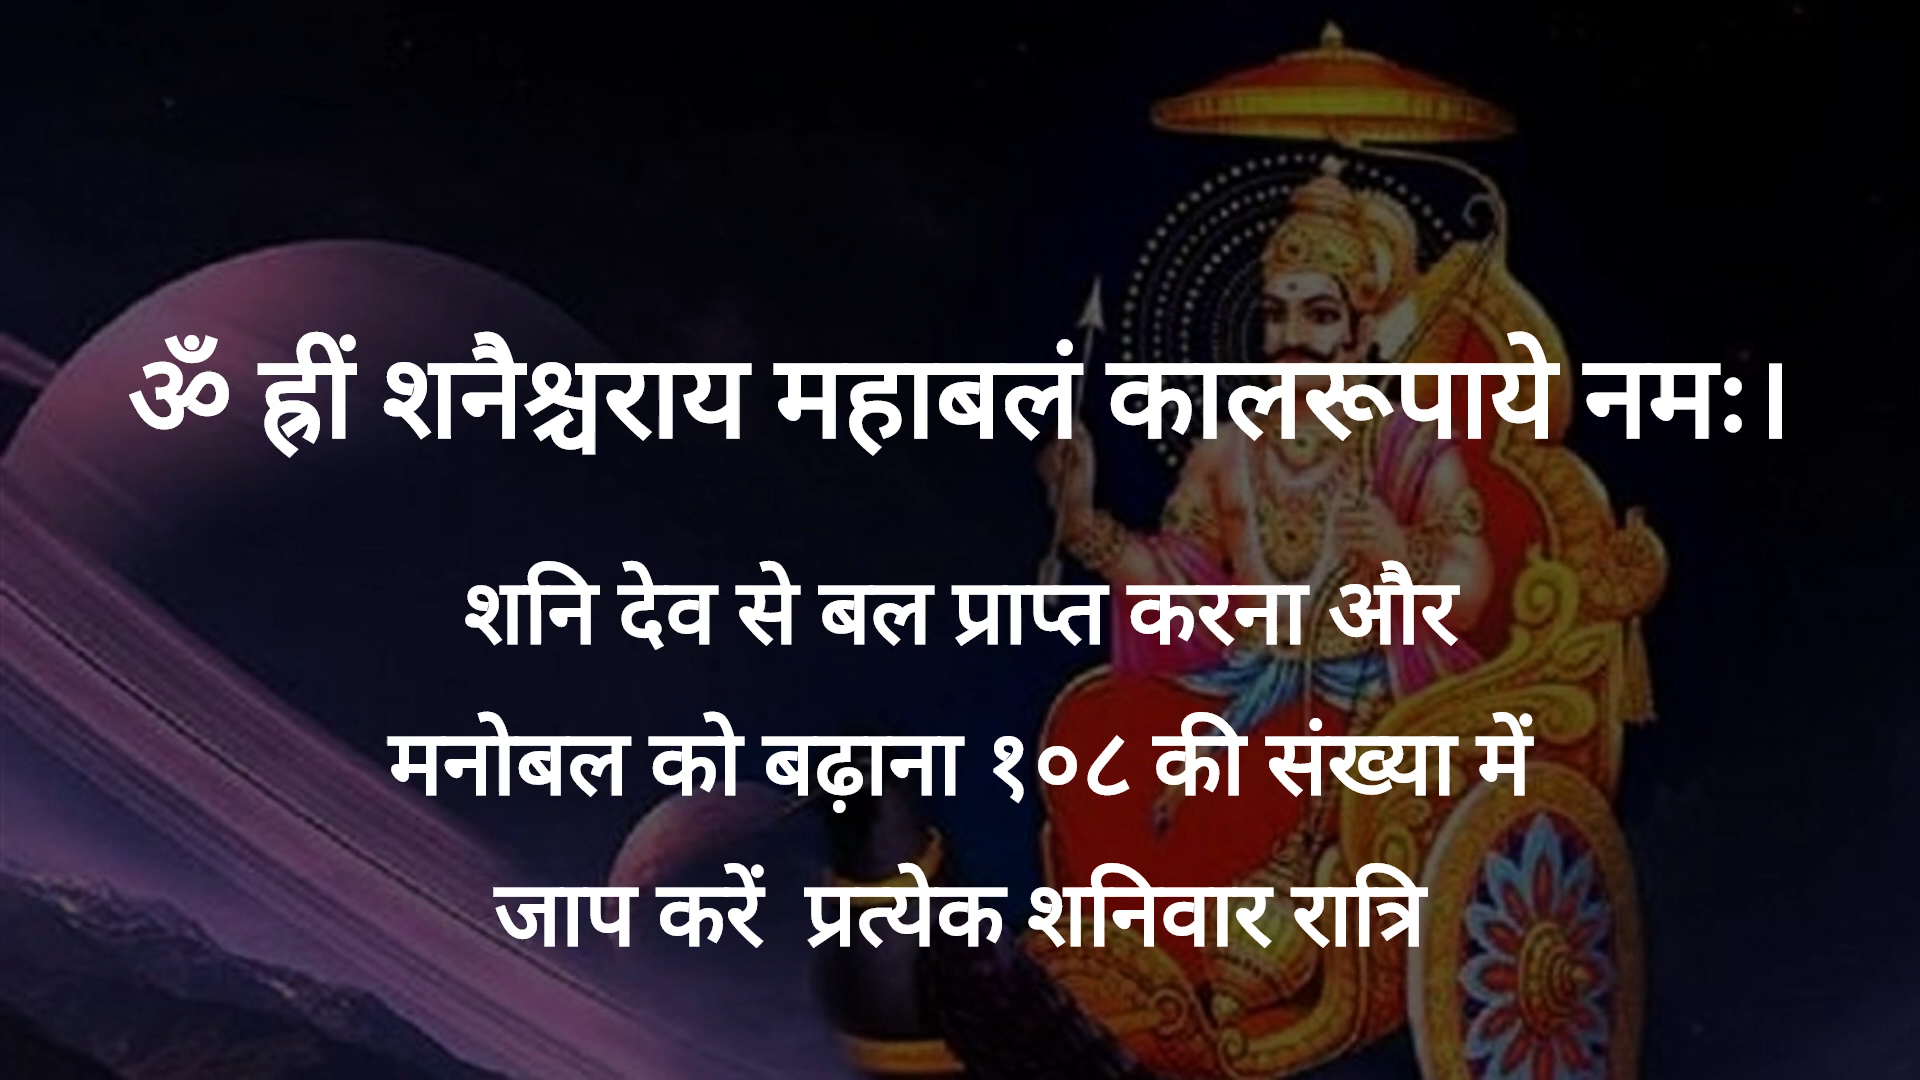 ॐ ह्रीं शनैश्चराय महाबलं कालरूपाये नमः।
शनि देव से बल प्राप्त करना और
मनोबल को बढ़ाना १०८ की संख्या में
जाप करें प्रत्येक शनिवार रात्रि